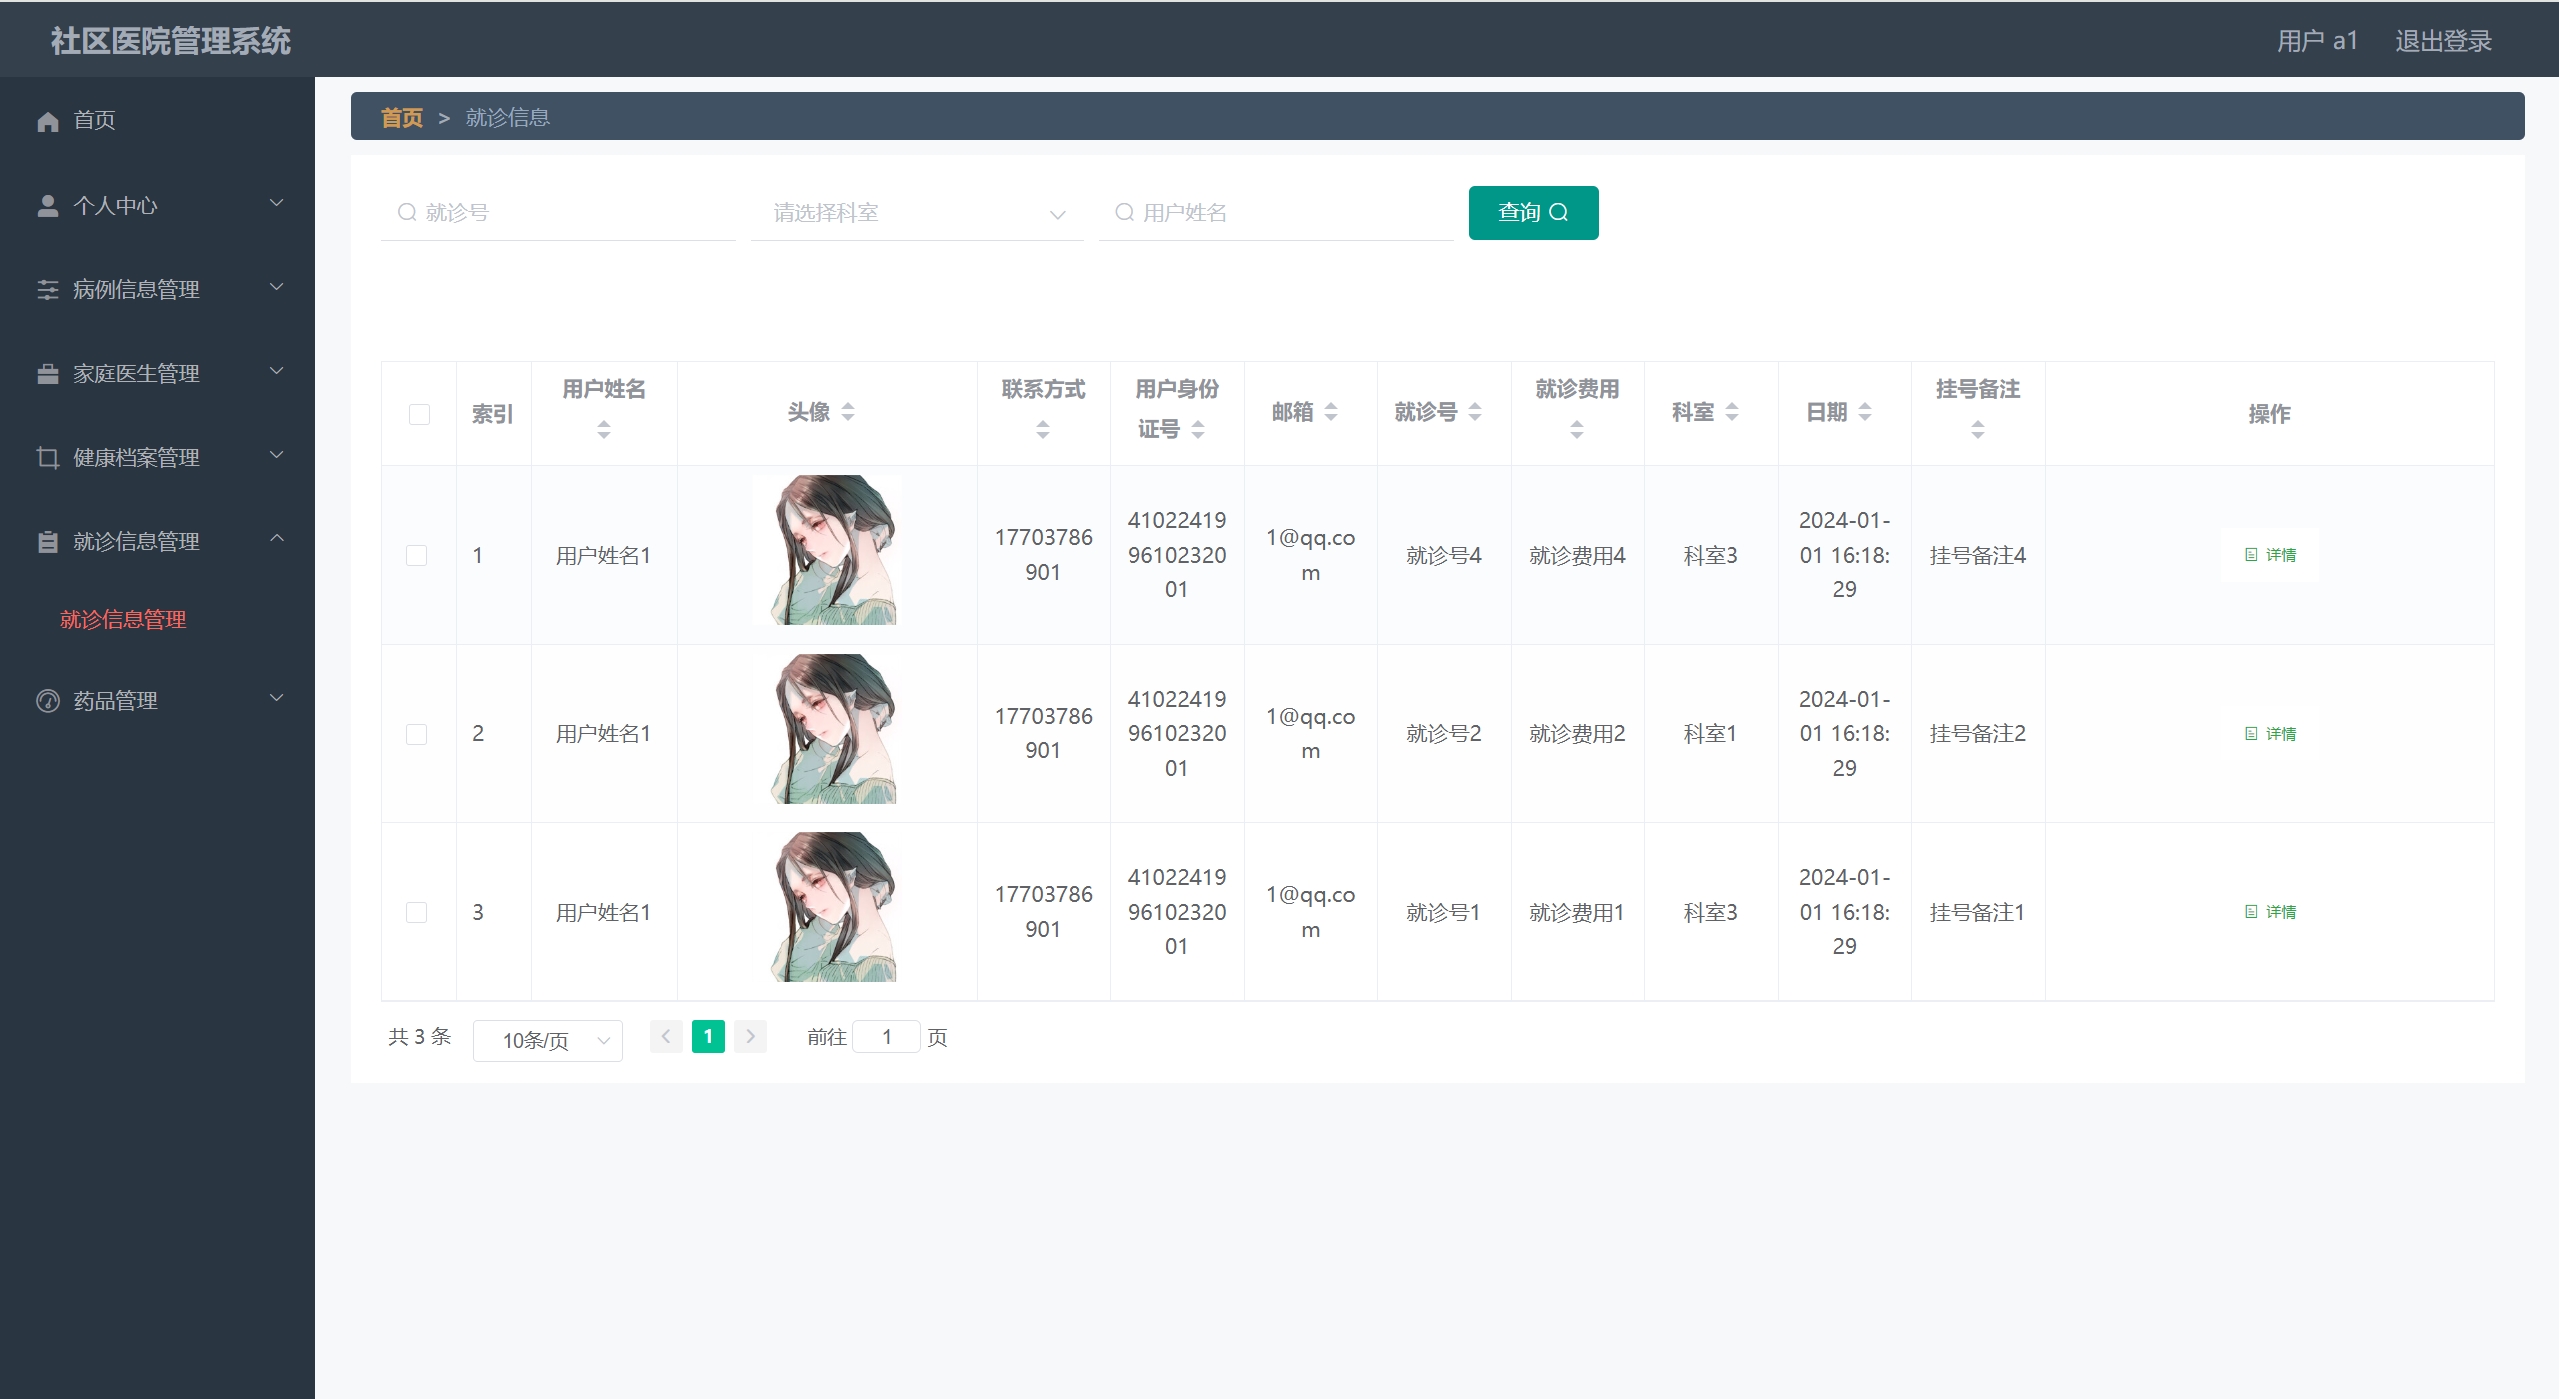 社区医院管理系统
用户 a1 退出登录
首页
个人中心
病例信息管理
家庭医生管理
健康档案管理
就诊信息管理
就诊信息管理
药品管理
首页 > 就诊信息
就诊号 请选择科室 用户姓名 查询
索引 用户姓名 头像 联系方式 用户身份证号 邮箱 就诊号 就诊费用 科室 日期 挂号备注 操作
1 用户姓名1 17703786901 410224199610232001 1@qq.com 就诊号4 就诊费用4 科室3 2024-01-01 16:18:29 挂号备注4 详情
2 用户姓名1 17703786901 410224199610232001 1@qq.com 就诊号2 就诊费用2 科室1 2024-01-01 16:18:29 挂号备注2 详情
3 用户姓名1 17703786901 410224199610232001 1@qq.com 就诊号1 就诊费用1 科室3 2024-01-01 16:18:29 挂号备注1 详情
共 3 条 10条/页 1 前往 1 页